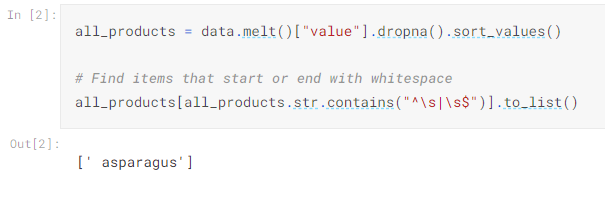 In [2]:
all_products = data.melt()["value"].dropna().sort_values()
# Find items that start or end with whitespace
all_products[all_products.str.contains("^\s|\s$")].to_list()
Out[2]:
[' asparagus']